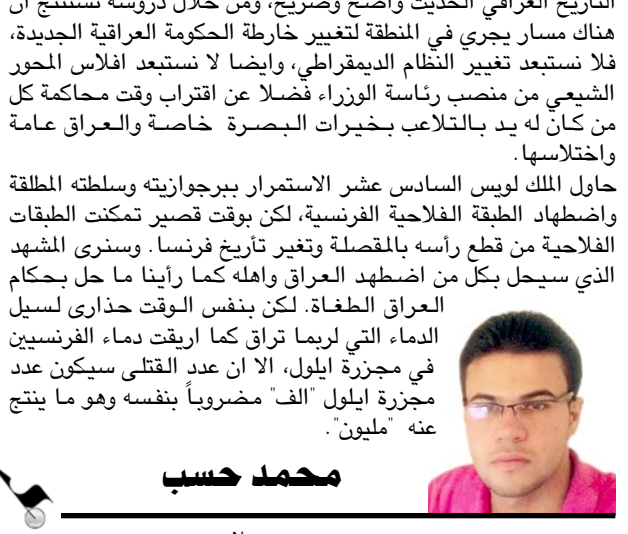 التاريخ العراقي الحديث واضح وصريح، ومن خلال دروسه نستنتج ان
هناك مسار يجري في المنطقة لتغيير خارطة الحكومة العراقية الجديدة،
فلا نستبعد تغيير النظام الديمقراطي، وايضا لا نستبعد افلاس المحور
الشيعي من منصب رئاسة الوزراء فضلا عن اقتراب وقت محاكمة كل
من كان له يد بالتلاعب بخيرات البصرة خاصة والعراق عامة
واختلاسها.
حاول الملك لويس السادس عشر الاستمرار ببرجوازيته وسلطته المطلقة
واضطهاد الطبقة الفلاحية الفرنسية، لكن بوقت قصير تمكنت الطبقات
الفلاحية من قطع رأسه بالمقصلة وتغير تأريخ فرنسا. وسنرى المشهد
الذي سيحل بكل من اضطهد العراق واهله كما رأينا ما حل بحكام
العراق الطغاة. لكن بنفس الوقت حذارى لسيل
الدماء التي لربما تراق كما اريقت دماء الفرنسيين
في مجزرة ايلول، الا ان عدد القتلى سيكون عدد
مجزرة ايلول "الف" مضروباً بنفسه وهو ما ينتج
عنه "مليون".
محمد حسب